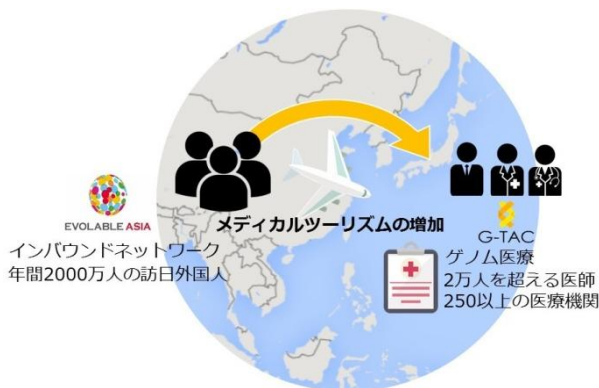 メディカルツーリズムの増加
EVOLABLE ASIA
インバウンドネットワーク
年間2000万人の訪日外国人
G-TAC
ゲノム医療
2万人を超える医師
250以上の医療機関